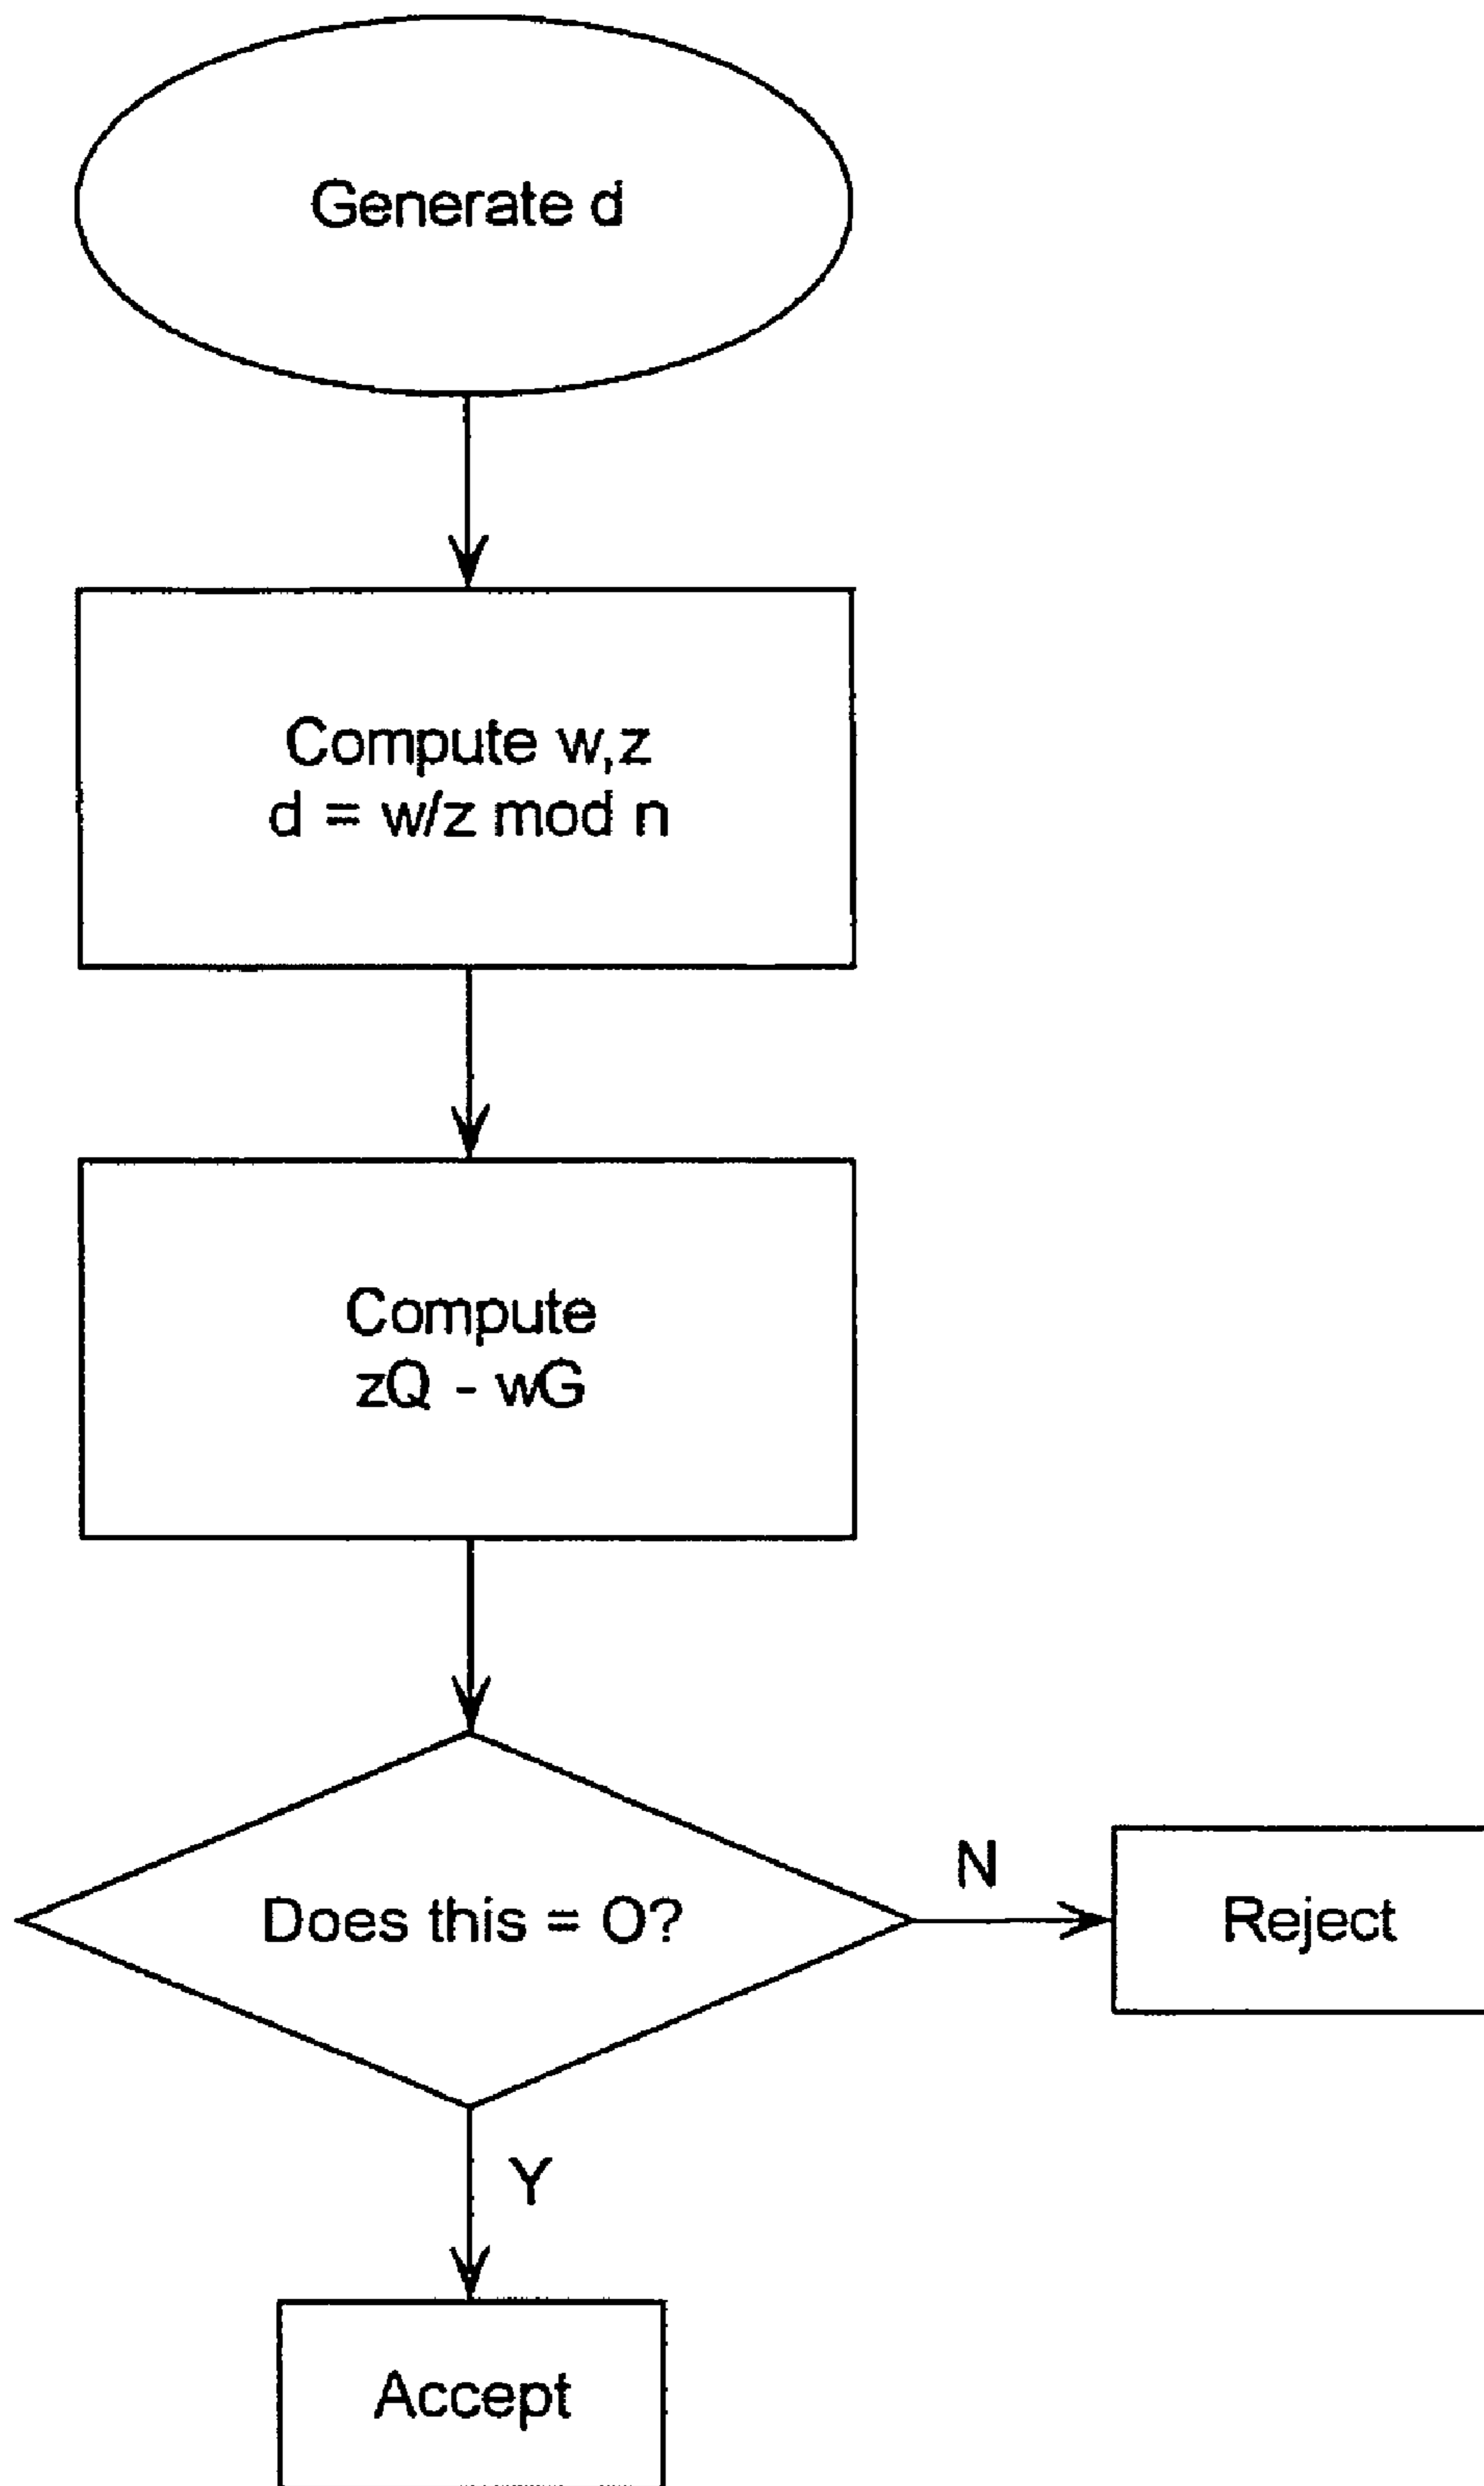 Generate d
Compute w,z
d = w/z mod n
Compute
zQ - wG
Does this = O?
N
Reject
Y
Accept